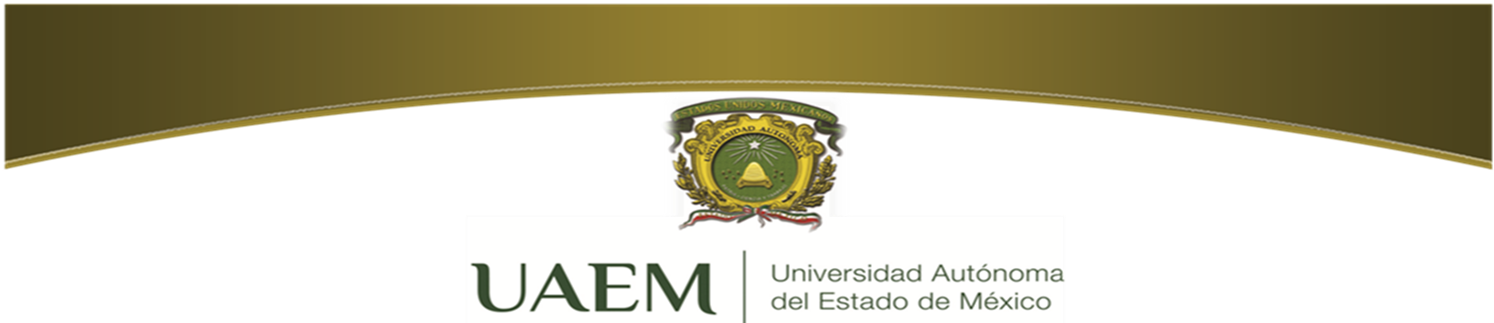 ESTADOS UNIDOS MEXICANOS
UNIVERSIDAD AUTÓNOMA
UAEM
Universidad Autónoma
del Estado de México